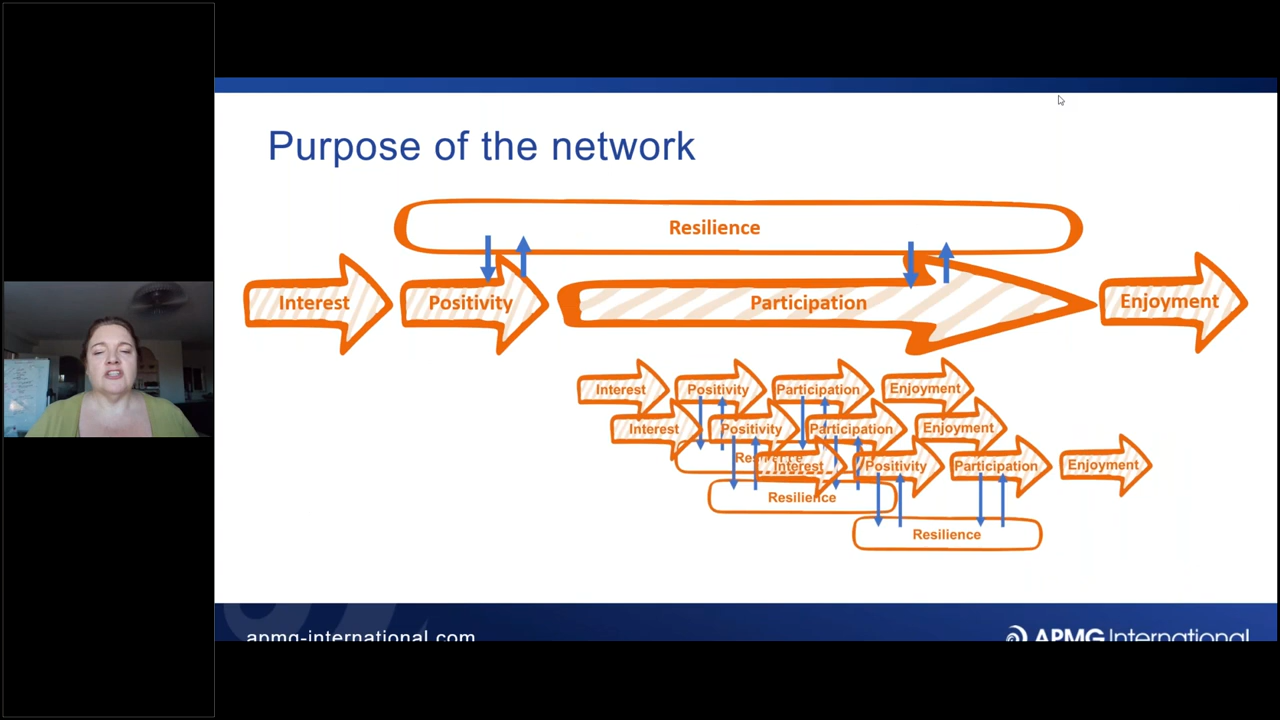 Purpose of the network
Resilience
Interest
Positivity
Participation
Enjoyment
Interest
Positivity
Participation
Enjoyment
Interest
Positivity
Participation
Enjoyment
Interest
Positivity
Participation
Enjoyment
Resilience
Resilience
apmg-international.com
APMG International